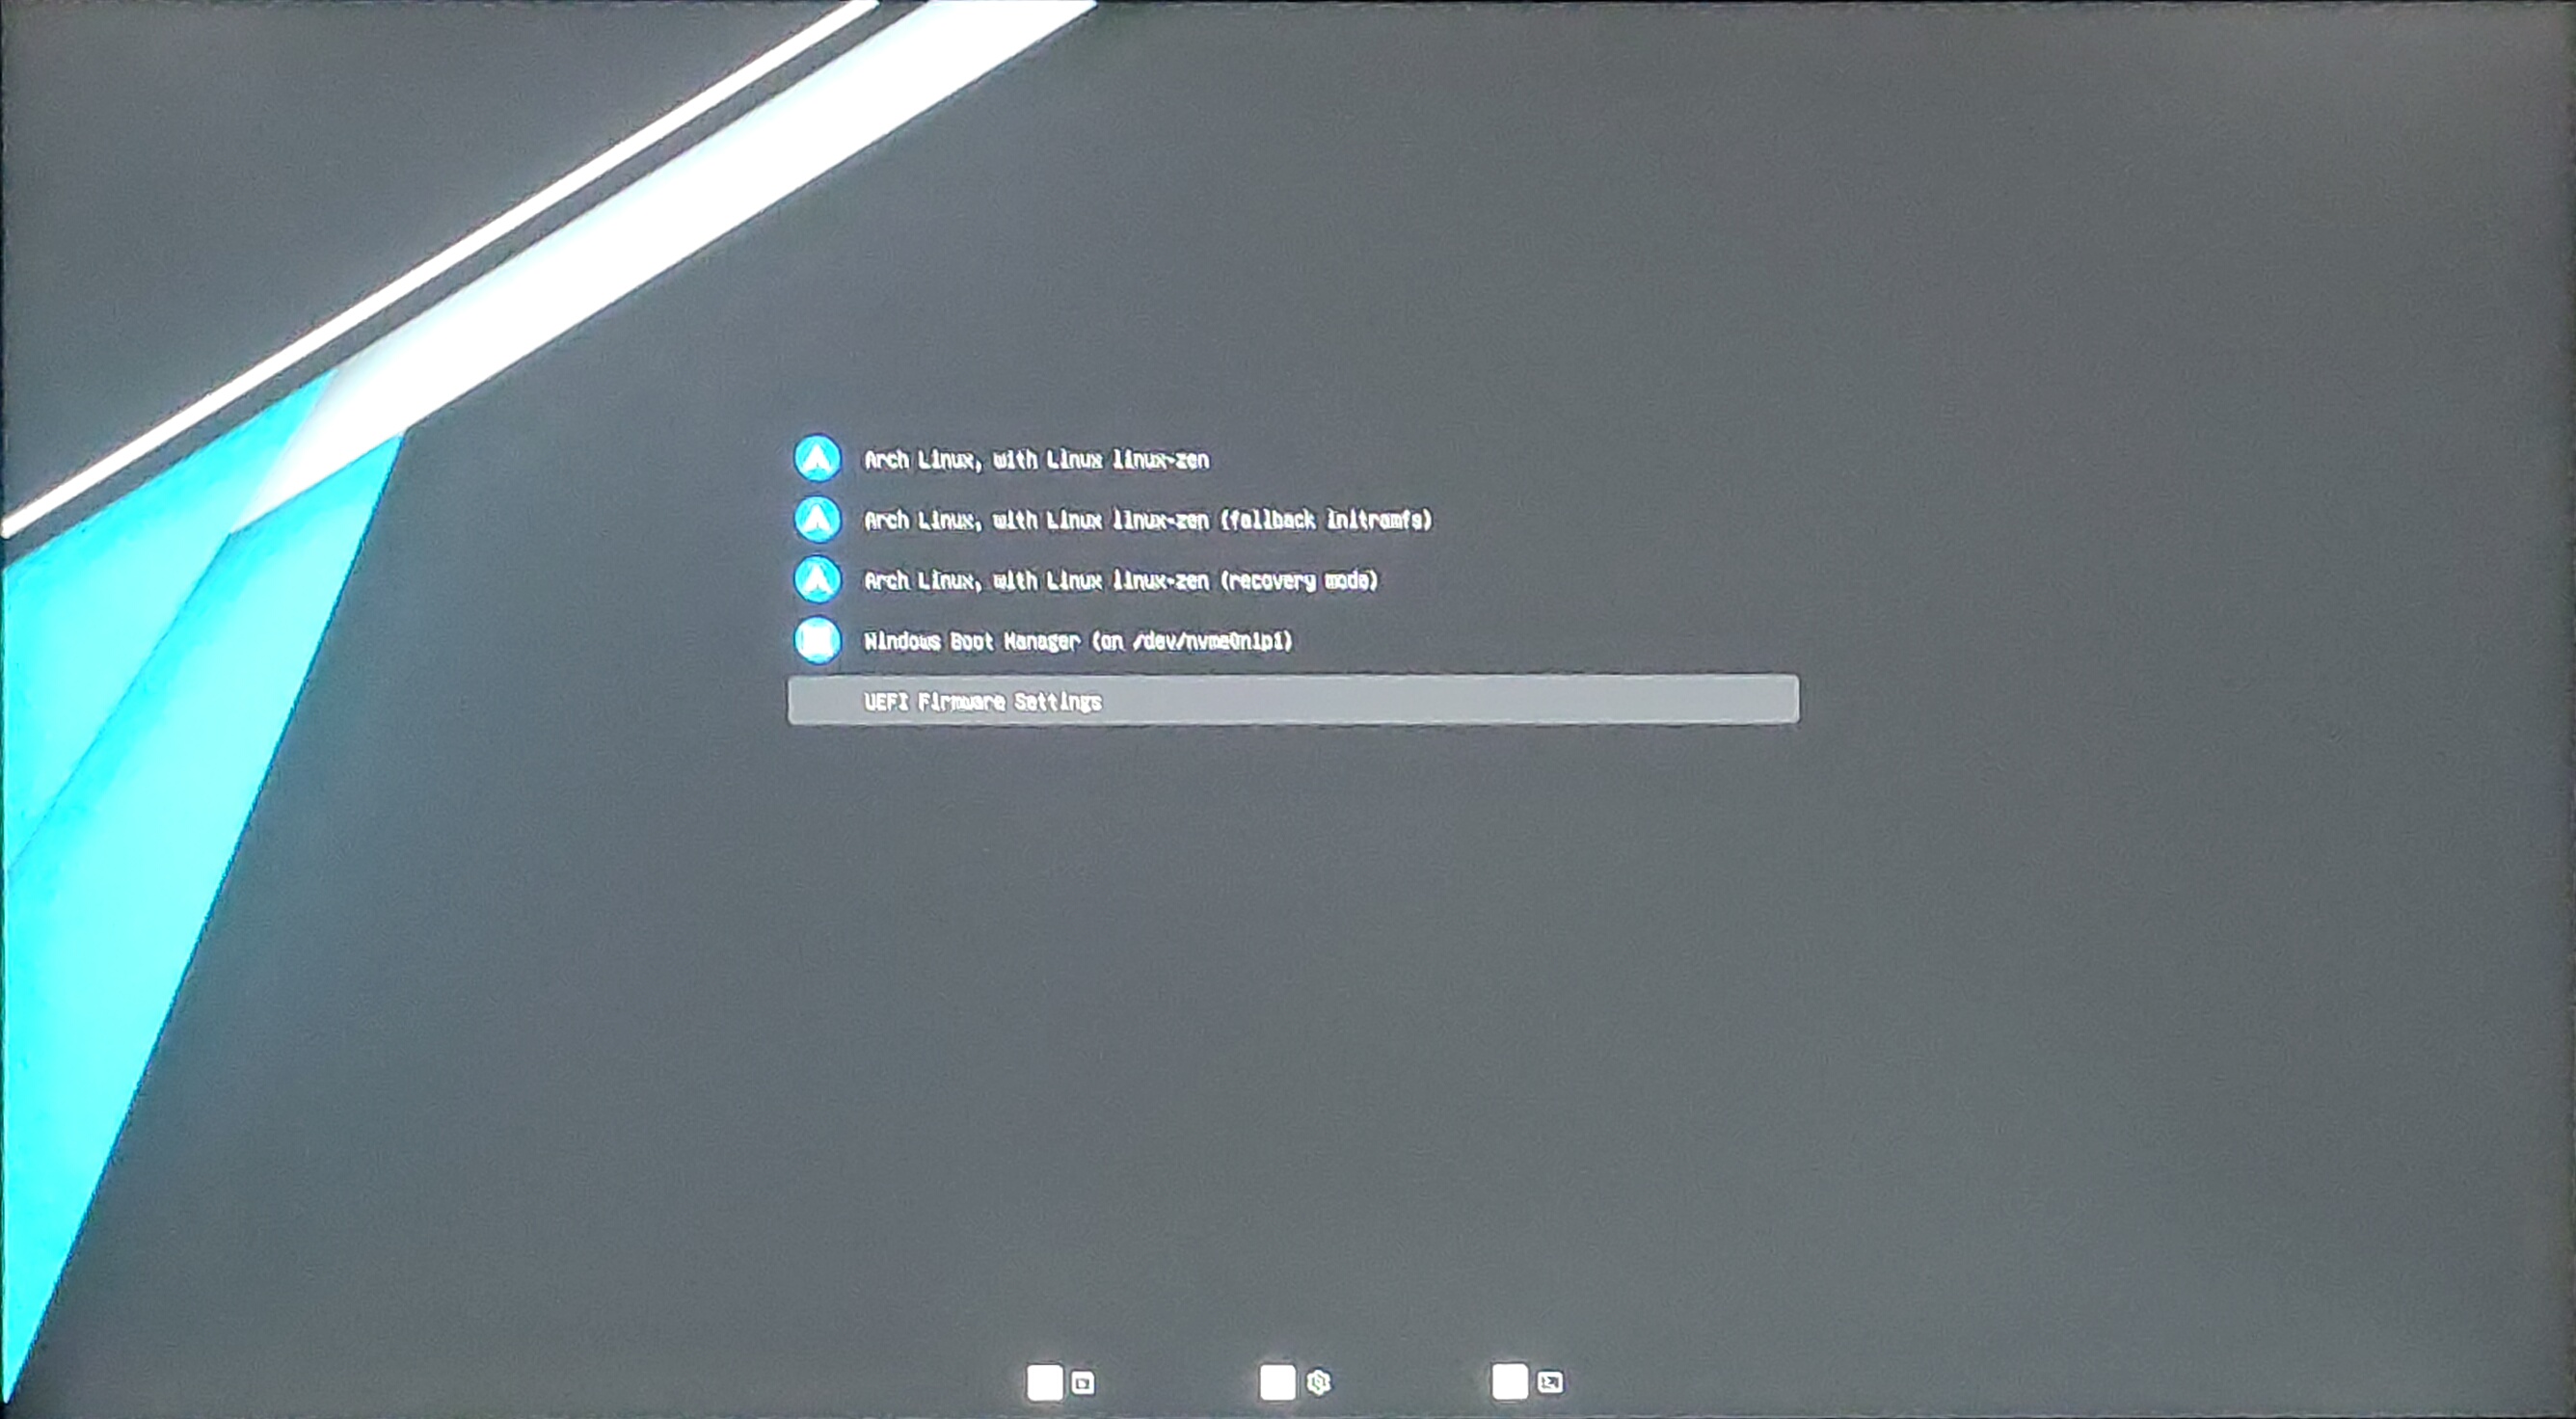 Arch Linux, with Linux linux-zen
Arch Linux, with Linux linux-zen (fallback initramfs)
Arch Linux, with Linux linux-zen (recovery mode)
Windows Boot Manager (on /dev/nvme0n1p1)
UEFI Firmware Settings